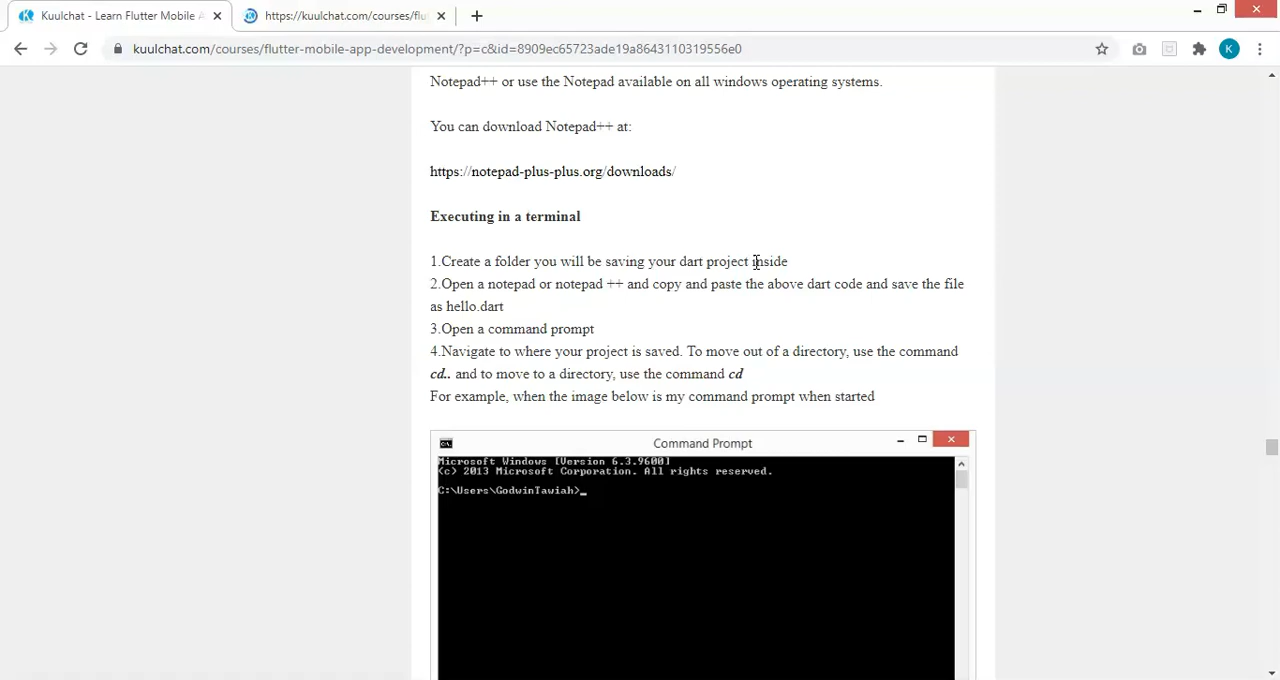 Kuulchat - Learn Flutter Mobile A
https://kuulchat.com/courses/flu
kuulchat.com/courses/flutter-mobile-app-development/?p=c&id=8909ec65723ade19a8643110319556e0
K
Notepad++ or use the Notepad available on all windows operating systems.
You can download Notepad++ at:
https://notepad-plus-plus.org/downloads/
Executing in a terminal
1.Create a folder you will be saving your dart project inside
2.Open a notepad or notepad ++ and copy and paste the above dart code and save the file
as hello.dart
3.Open a command prompt
4.Navigate to where your project is saved. To move out of a directory, use the command
cd.. and to move to a directory, use the command cd
For example, when the image below is my command prompt when started
Command Prompt
Microsoft Windows [Version 6.3.9600]
(c) 2013 Microsoft Corporation. All rights reserved.
C:\Users\GodwinTawiah>_